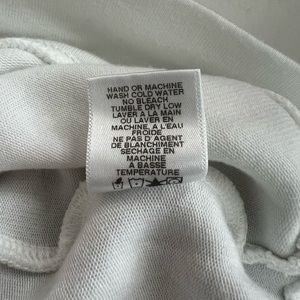 HAND OR MACHINE
WASH COLD WATER
NO BLEACH
TUMBLE DRY LOW
LAVER À LA MAIN
OU LAVER EN
MACHINE, A L'EAU
FROIDE
NE PAS D'AGENT
DE BLANCHIMENT
SECHAGE EN
MACHINE
A BASSE
TEMPERATURE